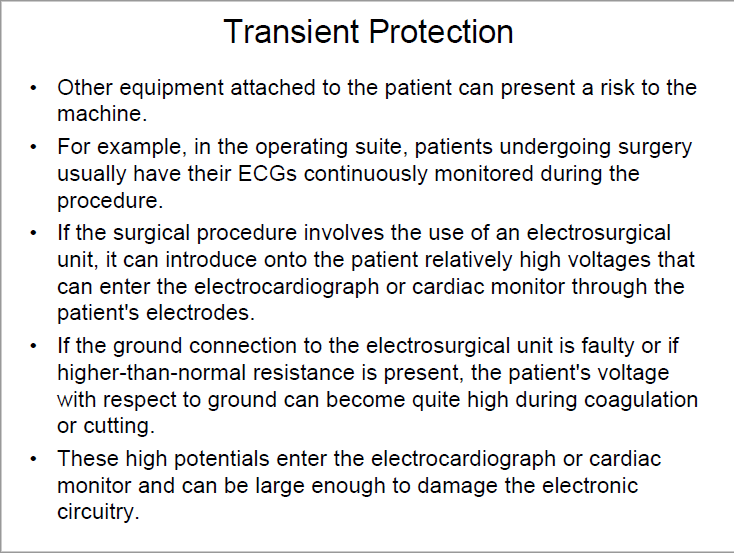 Transient Protection
• Other equipment attached to the patient can present a risk to the
machine.
• For example, in the operating suite, patients undergoing surgery
usually have their ECGs continuously monitored during the
procedure.
• If the surgical procedure involves the use of an electrosurgical
unit, it can introduce onto the patient relatively high voltages that
can enter the electrocardiograph or cardiac monitor through the
patient's electrodes.
• If the ground connection to the electrosurgical unit is faulty or if
higher-than-normal resistance is present, the patient's voltage
with respect to ground can become quite high during coagulation
or cutting.
• These high potentials enter the electrocardiograph or cardiac
monitor and can be large enough to damage the electronic
circuitry.